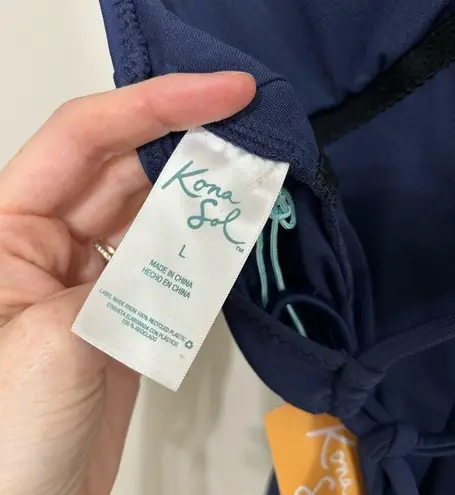 Kona
Sol™
L
MADE IN CHINA
HECHO EN CHINA
LABEL MADE FROM 100% RECYCLED PLASTIC
ETIQUETA ELABORADA CON PLÁSTICO
100% RECICLADO
Kona